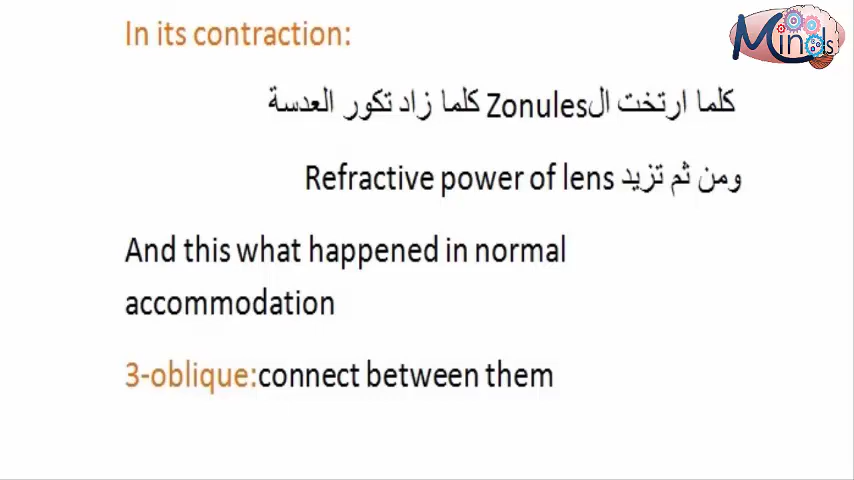 Minds
In its contraction:
كلما ارتخت الZonules كلما زاد تكور العدسة
ومن ثم تزيد Refractive power of lens
And this what happened in normal
accommodation
3-oblique:connect between them